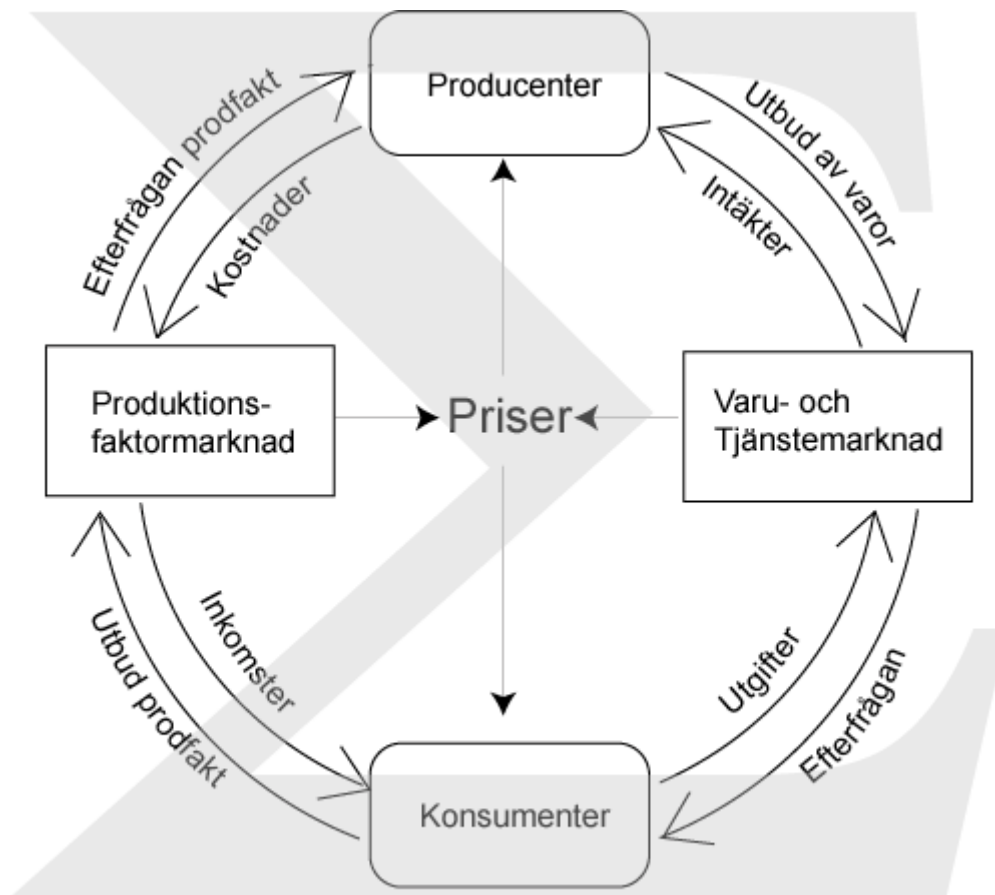 Producenter
Efterfrågan prodfakt
Kostnader
Utbud av varor
Intäkter
Produktions-
faktormarknad
Priser
Varu- och
Tjänstemarknad
Inkomster
Utbud prodfakt
Utgifter
Efterfrågan
Konsumenter